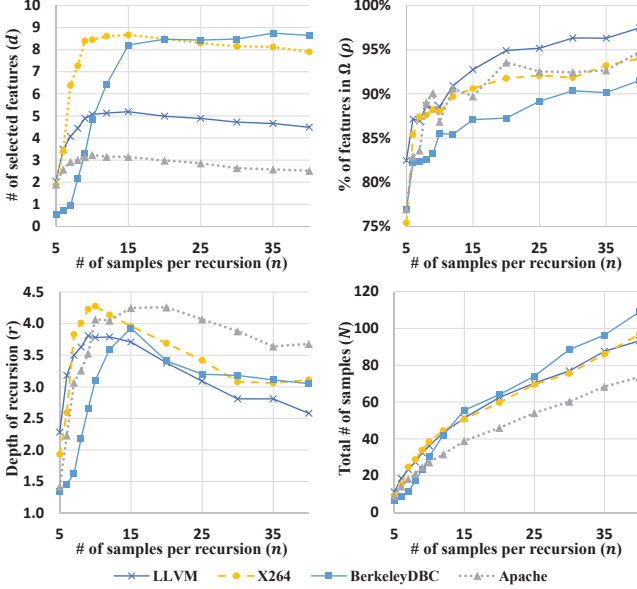 # of selected features (d)
10
9
8
7
6
5
4
3
2
1
0
5 15 25 35
# of samples per recursion (n)
% of features in Ω (ρ)
100%
95%
90%
85%
80%
75%
5 15 25 35
# of samples per recursion (n)
Depth of recursion (r)
4.5
4.0
3.5
3.0
2.5
2.0
1.5
1.0
5 15 25 35
# of samples per recursion (n)
Total # of samples (N)
120
100
80
60
40
20
0
5 15 25 35
# of samples per recursion (n)
LLVM X264 BerkeleyDBC Apache